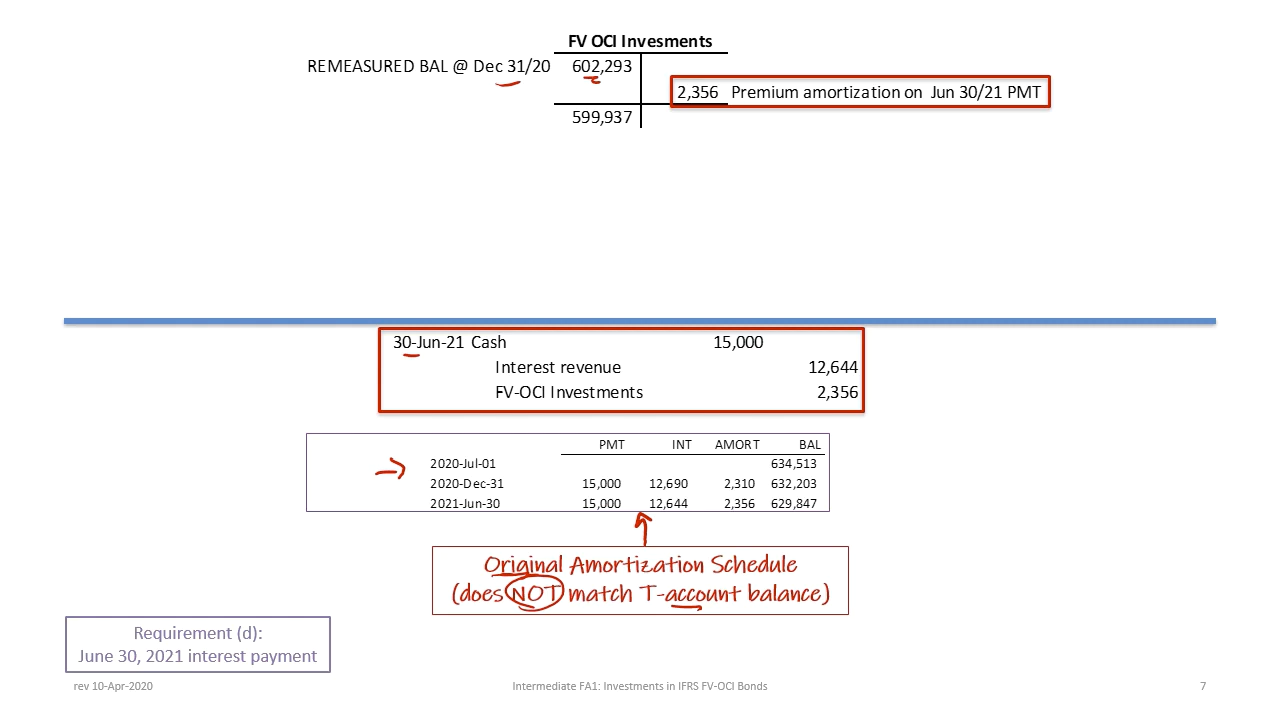 FV OCI Invesments
REMEASURED BAL @ Dec 31/20 602,293
2,356 Premium amortization on Jun 30/21 PMT
599,937
30-Jun-21 Cash 15,000
Interest revenue 12,644
FV-OCI Investments 2,356
PMT INT AMORT BAL
2020-Jul-01 634,513
2020-Dec-31 15,000 12,690 2,310 632,203
2021-Jun-30 15,000 12,644 2,356 629,847
Original Amortization Schedule
(does NOT match T-account balance)
Requirement (d):
June 30, 2021 interest payment
rev 10-Apr-2020 Intermediate FA1: Investments in IFRS FV-OCI Bonds 7